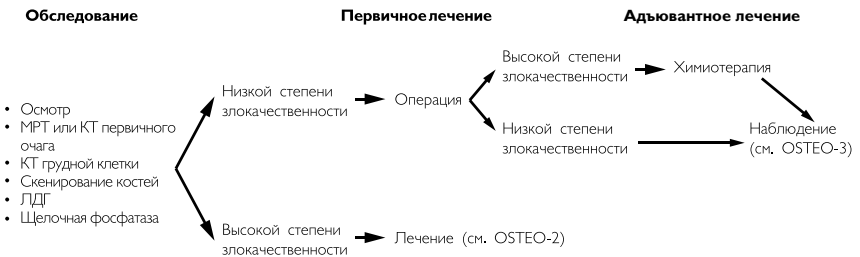 Обследование
Первичное лечение
Адъювантное лечение
• Осмотр
• МРТ или КТ первичного
очага
• КТ грудной клетки
• Скенирование костей
• ЛДГ
• Щелочная фосфатаза
Низкой степени
злокачественности
Операция
Высокой степени
злокачественности
Химиотерапия
Низкой степени
злокачественности
Наблюдение
(см. OSTEO-3)
Высокой степени
злокачественности
Лечение (см. OSTEO-2)